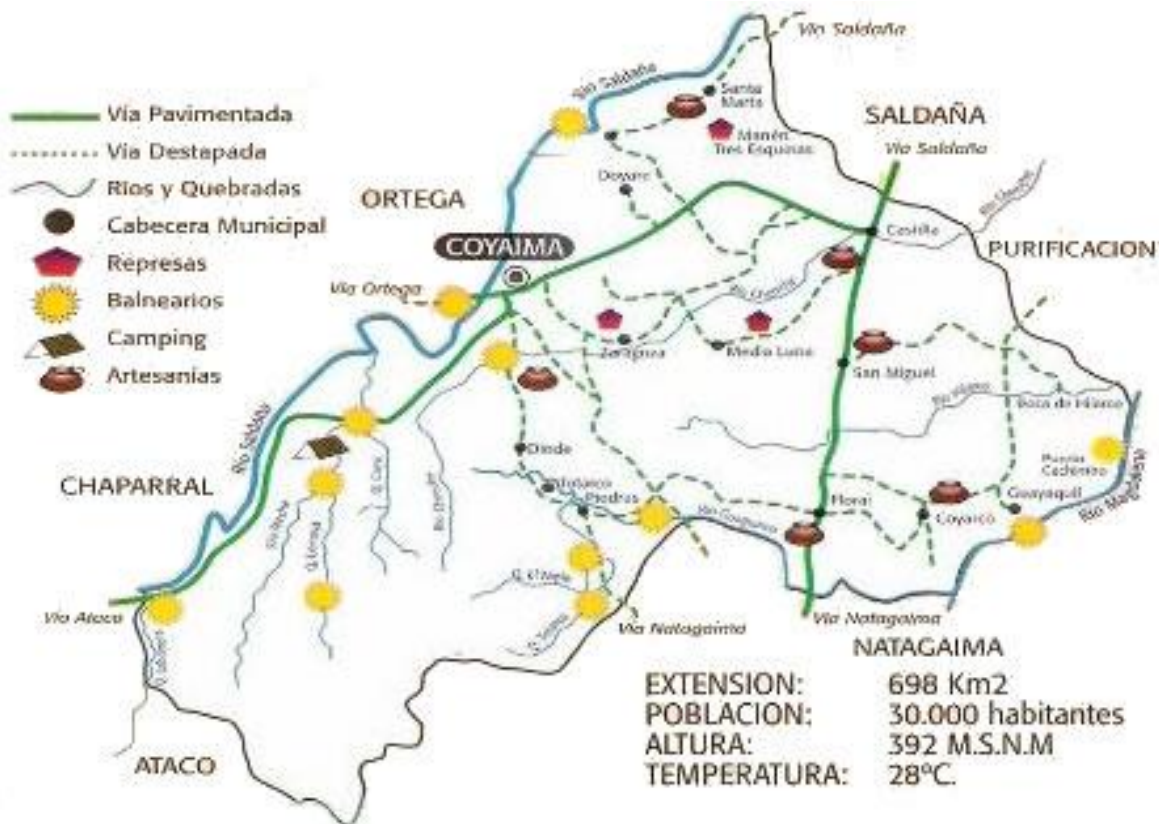 Vía Pavimentada
Vía Destapada
Ríos y Quebradas
Cabecera Municipal
Represas
Balnearios
Camping
Artesanías
Vía Saldaña
Río Saldaña
Santa Marta
SALDAÑA
Tres Esquinas
Vía Saldaña
Doyare
ORTEGA
Castilla
PURIFICACION
COYAIMA
Vía Ortega
Zaragoza
Media Luna
San Miguel
Río Saldaña
Boca de Hilarco
CHAPARRAL
Dinde
Piedras
Guayaquil
Coyarco
Río Magdalena
Vía Ataco
Vía Natagaima
Vía Natagaima
NATAGAIMA
ATACO
EXTENSION: 698 Km2
POBLACION: 30.000 habitantes
ALTURA: 392 M.S.N.M
TEMPERATURA: 28ºC.